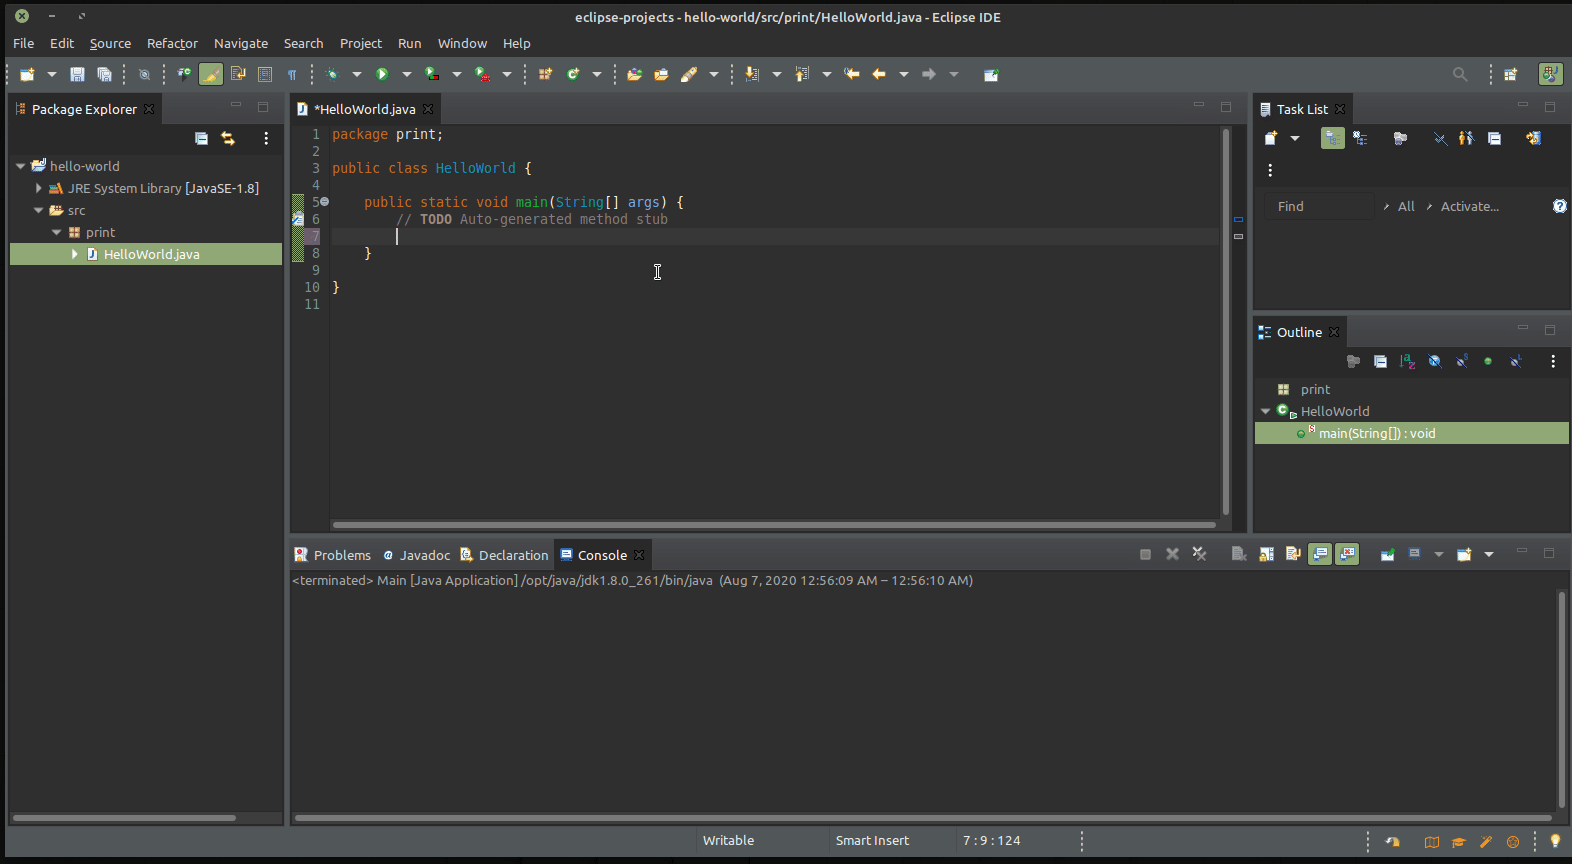 eclipse-projects - hello-world/src/print/HelloWorld.java - Eclipse IDE
File Edit Source Refactor Navigate Search Project Run Window Help
Package Explorer
hello-world
JRE System Library [JavaSE-1.8]
src
print
HelloWorld.java
*HelloWorld.java
1 package print;
2
3 public class HelloWorld {
4
5 public static void main(String[] args) {
6 // TODO Auto-generated method stub
7
8 }
9
10 }
11
Task List
Find All Activate...
Outline
print
HelloWorld
main(String[]) : void
Problems Javadoc Declaration Console
<terminated> Main [Java Application] /opt/java/jdk1.8.0_261/bin/java (Aug 7, 2020 12:56:09 AM – 12:56:10 AM)
Writable Smart Insert 7 : 9 : 124